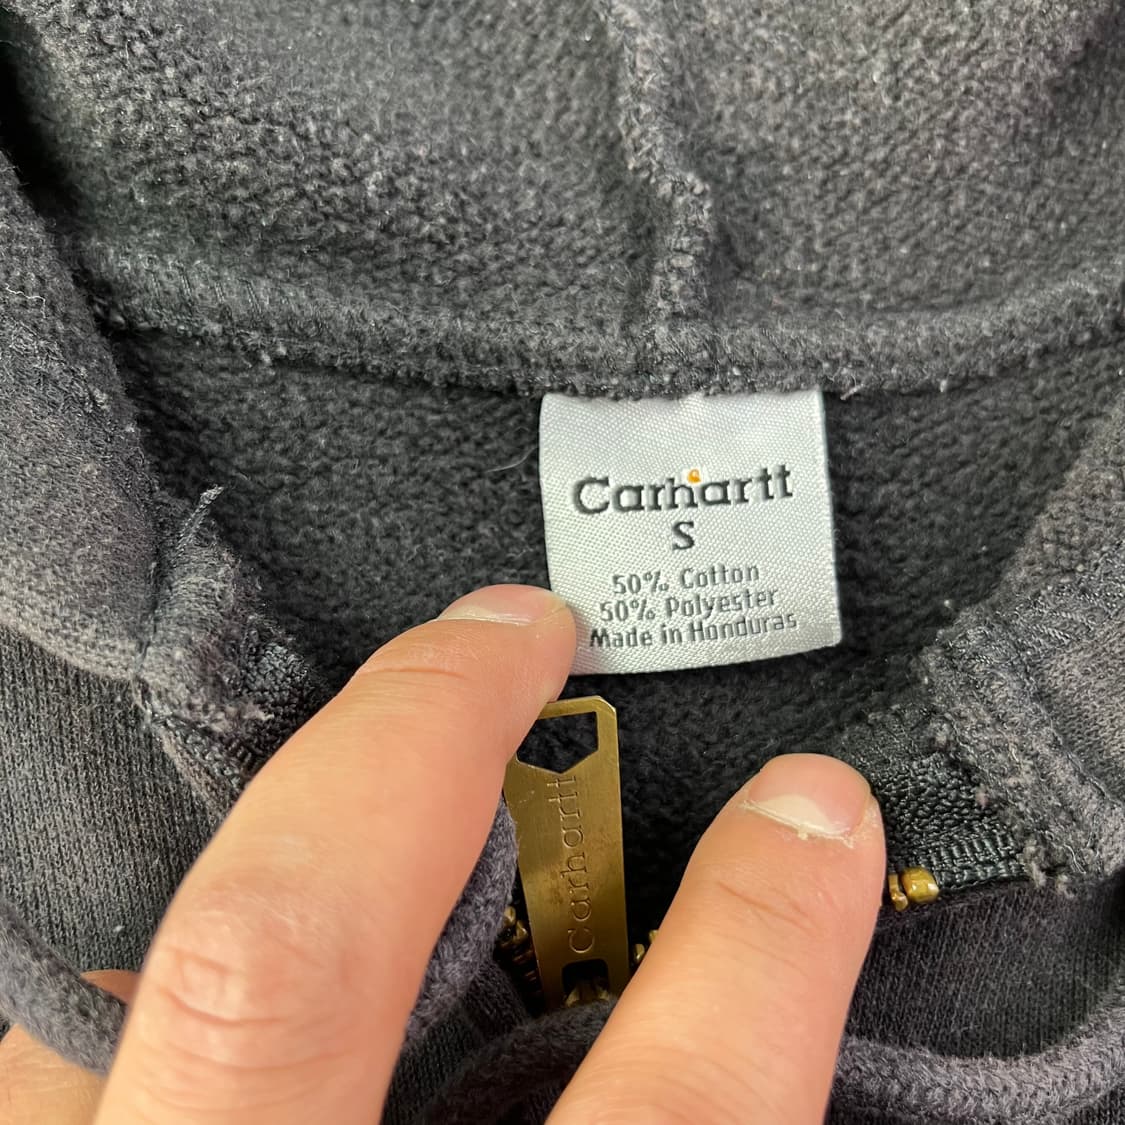 Carhartt
S
50% Cotton
50% Polyester
Made in Honduras
Carhartt